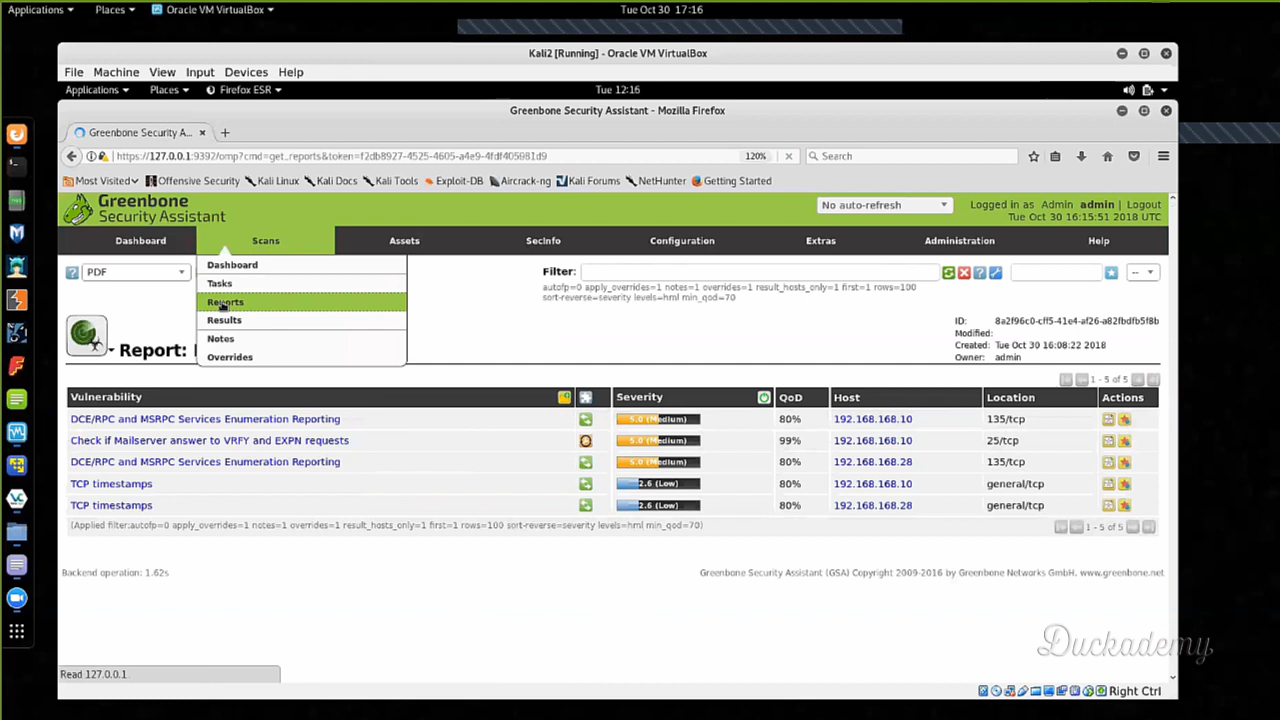 Applications Places Oracle VM VirtualBox Tue Oct 30 17:16
Kali2 [Running] - Oracle VM VirtualBox
File Machine View Input Devices Help
Applications Places Firefox ESR Tue 12:16
Greenbone Security Assistant - Mozilla Firefox
Greenbone Security A...
https://127.0.0.1:9392/omp?cmd=get_reports&token=f2db8927-4525-4605-a4e9-4fdf405981d9 120% Search
Most Visited Offensive Security Kali Linux Kali Docs Kali Tools Exploit-DB Aircrack-ng Kali Forums NetHunter Getting Started
Greenbone
Security Assistant
No auto-refresh Logged in as Admin admin | Logout
Tue Oct 30 16:15:51 2018 UTC
Dashboard Scans Assets SecInfo Configuration Extras Administration Help
Dashboard
Tasks
Reports
Results
Notes
Overrides
PDF
Filter: --
autofp=0 apply_overrides=1 notes=1 overrides=1 result_hosts_only=1 first=1 rows=100
sort-reverse=severity levels=hml min_qod=70
Report:
ID: 8a2f96c0-cff5-41e4-af26-a82fbdfb5f8b
Modified:
Created: Tue Oct 30 16:08:22 2018
Owner: admin
1 - 5 of 5
Vulnerability Severity QoD Host Location Actions
DCE/RPC and MSRPC Services Enumeration Reporting 5.0 (Medium) 80% 192.168.168.10 135/tcp
Check if Mailserver answer to VRFY and EXPN requests 5.0 (Medium) 99% 192.168.168.10 25/tcp
DCE/RPC and MSRPC Services Enumeration Reporting 5.0 (Medium) 80% 192.168.168.28 135/tcp
TCP timestamps 2.6 (Low) 80% 192.168.168.10 general/tcp
TCP timestamps 2.6 (Low) 80% 192.168.168.28 general/tcp
(Applied filter:autofp=0 apply_overrides=1 notes=1 overrides=1 result_hosts_only=1 first=1 rows=100 sort-reverse=severity levels=hml min_qod=70)
1 - 5 of 5
Backend operation: 1.62s
Greenbone Security Assistant (GSA) Copyright 2009-2016 by Greenbone Networks GmbH, www.greenbone.net
Duckademy
Read 127.0.0.1
Right Ctrl